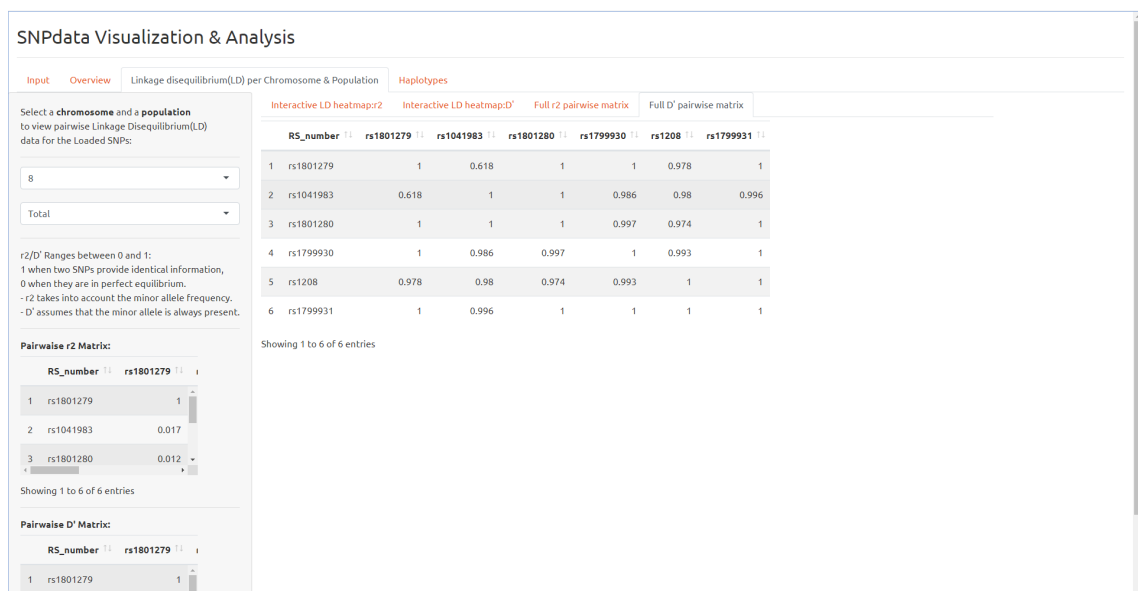 SNPdata Visualization & Analysis
Input Overview Linkage disequilibrium(LD) per Chromosome & Population Haplotypes
Select a chromosome and a population
to view pairwise Linkage Disequilibrium(LD)
data for the Loaded SNPs:
8
Total
r2/D' Ranges between 0 and 1:
1 when two SNPs provide identical information,
0 when they are in perfect equilibrium.
- r2 takes into account the minor allele frequency.
- D' assumes that the minor allele is always present.
Pairwaise r2 Matrix:
RS_number rs1801279
1 rs1801279 1
2 rs1041983 0.017
3 rs1801280 0.012
Showing 1 to 6 of 6 entries
Pairwaise D' Matrix:
RS_number rs1801279
1 rs1801279 1
Interactive LD heatmap:r2 Interactive LD heatmap:D' Full r2 pairwise matrix Full D' pairwise matrix
RS_number rs1801279 rs1041983 rs1801280 rs1799930 rs1208 rs1799931
1 rs1801279 1 0.618 1 1 0.978 1
2 rs1041983 0.618 1 1 0.986 0.98 0.996
3 rs1801280 1 1 1 0.997 0.974 1
4 rs1799930 1 0.986 0.997 1 0.993 1
5 rs1208 0.978 0.98 0.974 0.993 1 1
6 rs1799931 1 0.996 1 1 1 1
Showing 1 to 6 of 6 entries